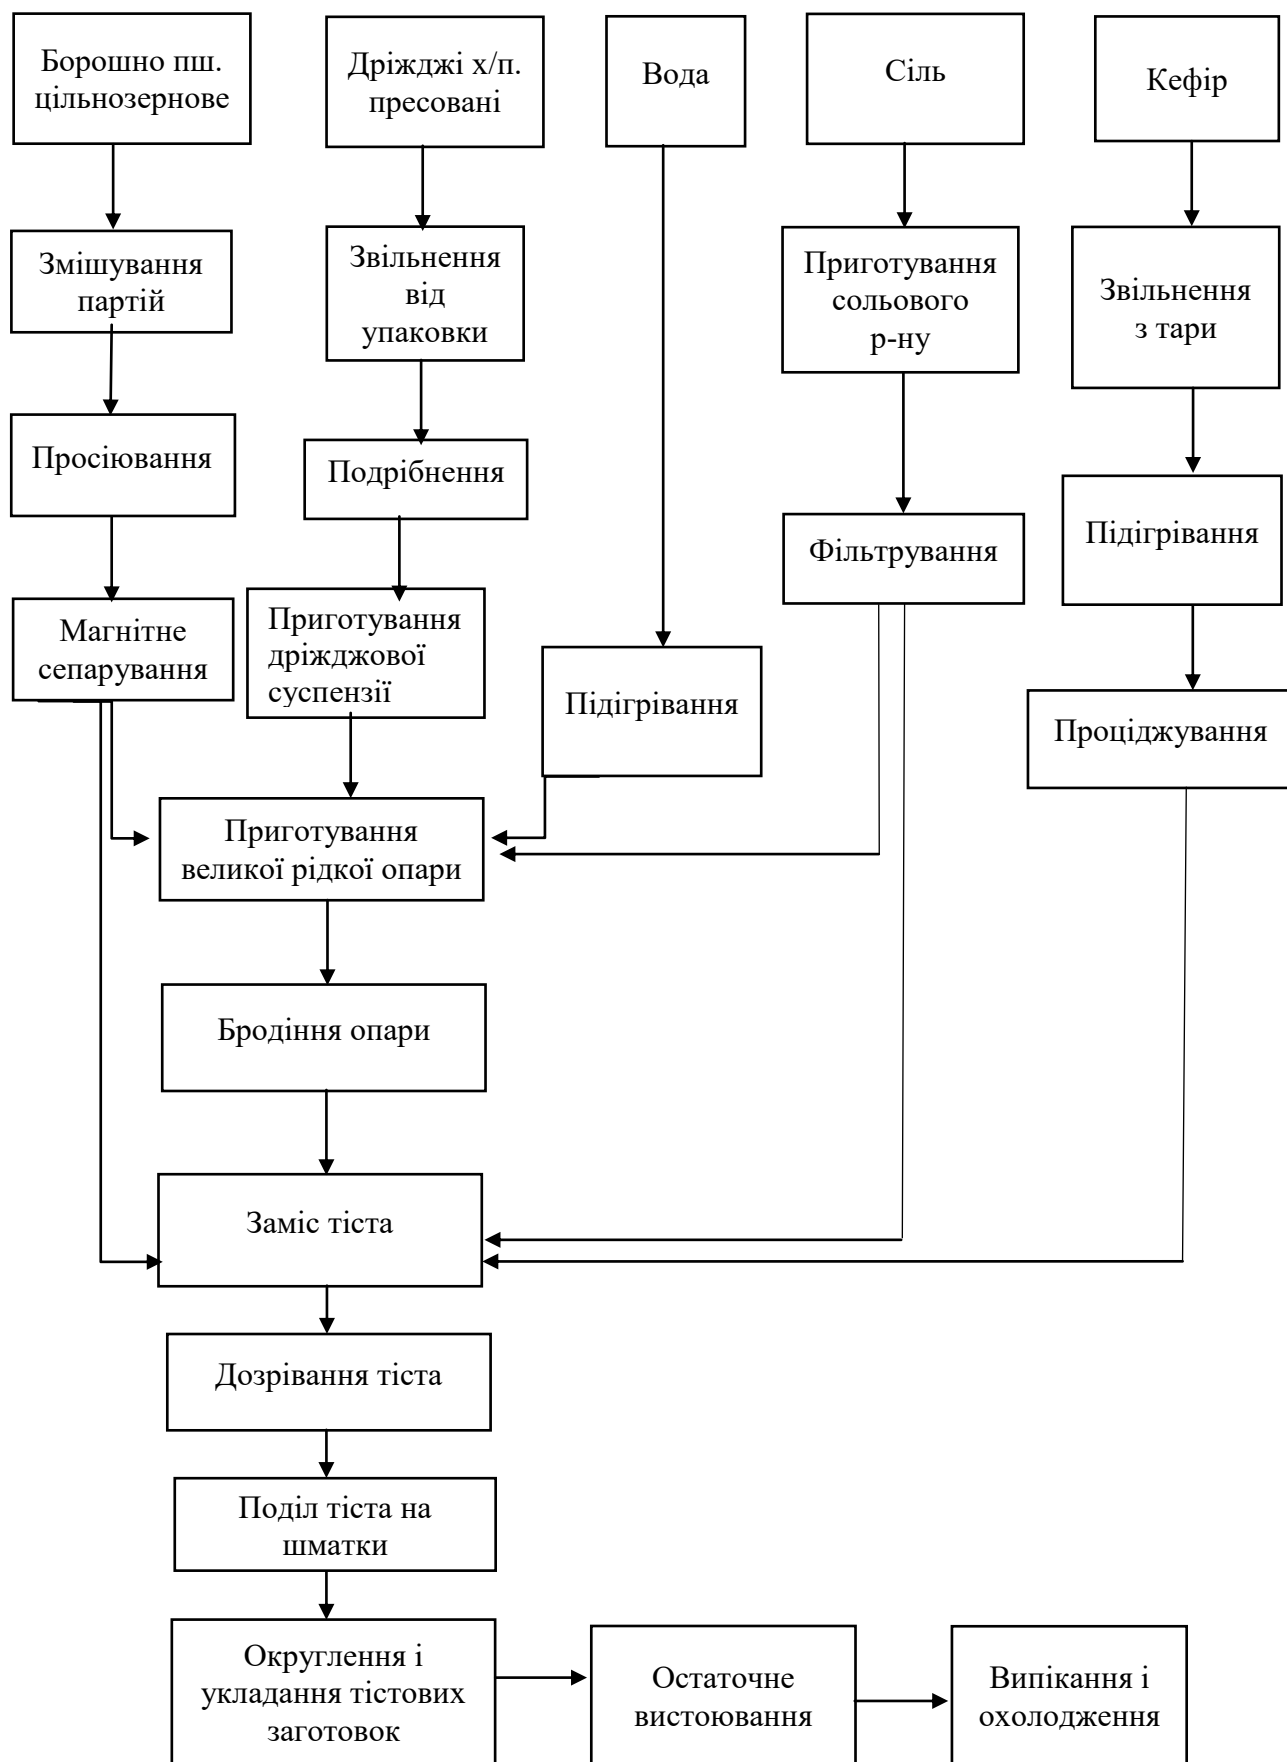 Борошно пш.
цільнозернове
Дріжджі х/п.
пресовані
Вода
Сіль
Кефір
Змішування
партій
Звільнення
від
упаковки
Приготування
сольового
р-ну
Звільнення
з тари
Просіювання
Подрібнення
Фільтрування
Підігрівання
Магнітне
сепарування
Приготування
дріжджової
суспензії
Підігрівання
Проціджування
Приготування
великої рідкої опари
Бродіння опари
Заміс тіста
Дозрівання тіста
Поділ тіста на
шматки
Округлення і
укладання тістових
заготовок
Остаточне
вистоювання
Випікання і
охолодження